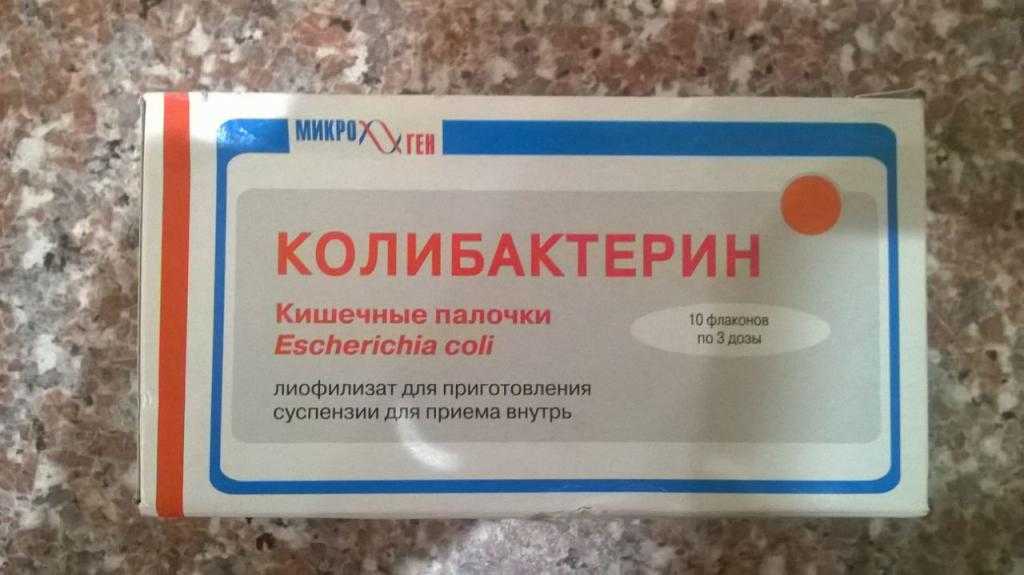 МИКРОГЕН
КОЛИБАКТЕРИН
Кишечные палочки
Escherichia coli
10 флаконов
по 3 дозы
лиофилизат для приготовления
суспензии для приема внутрь